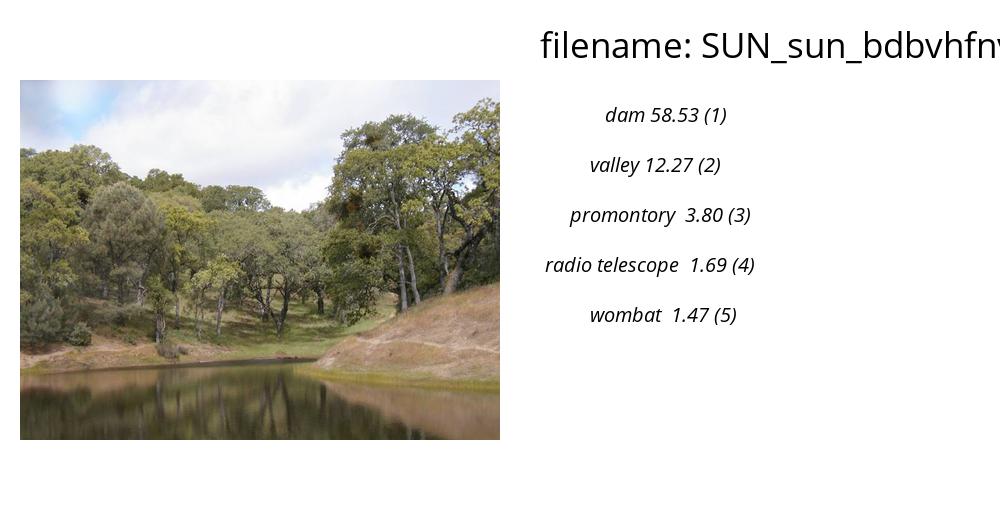 filename: SUN_sun_bdbvhfn
dam 58.53 (1)
valley 12.27 (2)
promontory 3.80 (3)
radio telescope 1.69 (4)
wombat 1.47 (5)